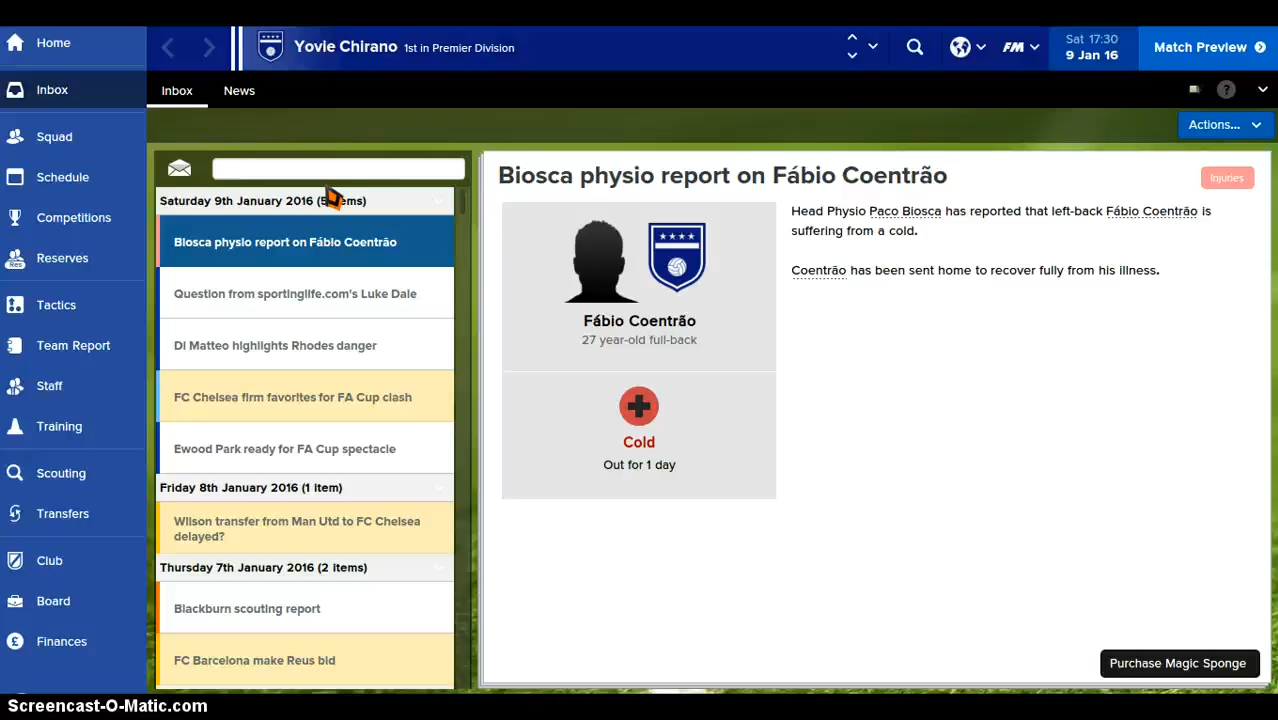 Home
Yovie Chirano 1st in Premier Division
FM
Sat 17:30
9 Jan 16
Match Preview
Inbox
Inbox News
?
Squad
Actions...
Schedule
Competitions
Reserves
Res
Tactics
Team Report
Staff
Training
Scouting
Transfers
Club
Board
Finances
Saturday 9th January 2016 (5 items)
Biosca physio report on Fábio Coentrão
Question from sportinglife.com's Luke Dale
Di Matteo highlights Rhodes danger
FC Chelsea firm favorites for FA Cup clash
Ewood Park ready for FA Cup spectacle
Friday 8th January 2016 (1 item)
Wilson transfer from Man Utd to FC Chelsea
delayed?
Thursday 7th January 2016 (2 items)
Blackburn scouting report
FC Barcelona make Reus bid
Biosca physio report on Fábio Coentrão
Injuries
Head Physio Paco Biosca has reported that left-back Fábio Coentrão is
suffering from a cold.
Coentrão has been sent home to recover fully from his illness.
Fábio Coentrão
27 year-old full-back
Cold
Out for 1 day
Purchase Magic Sponge
Screencast-O-Matic.com